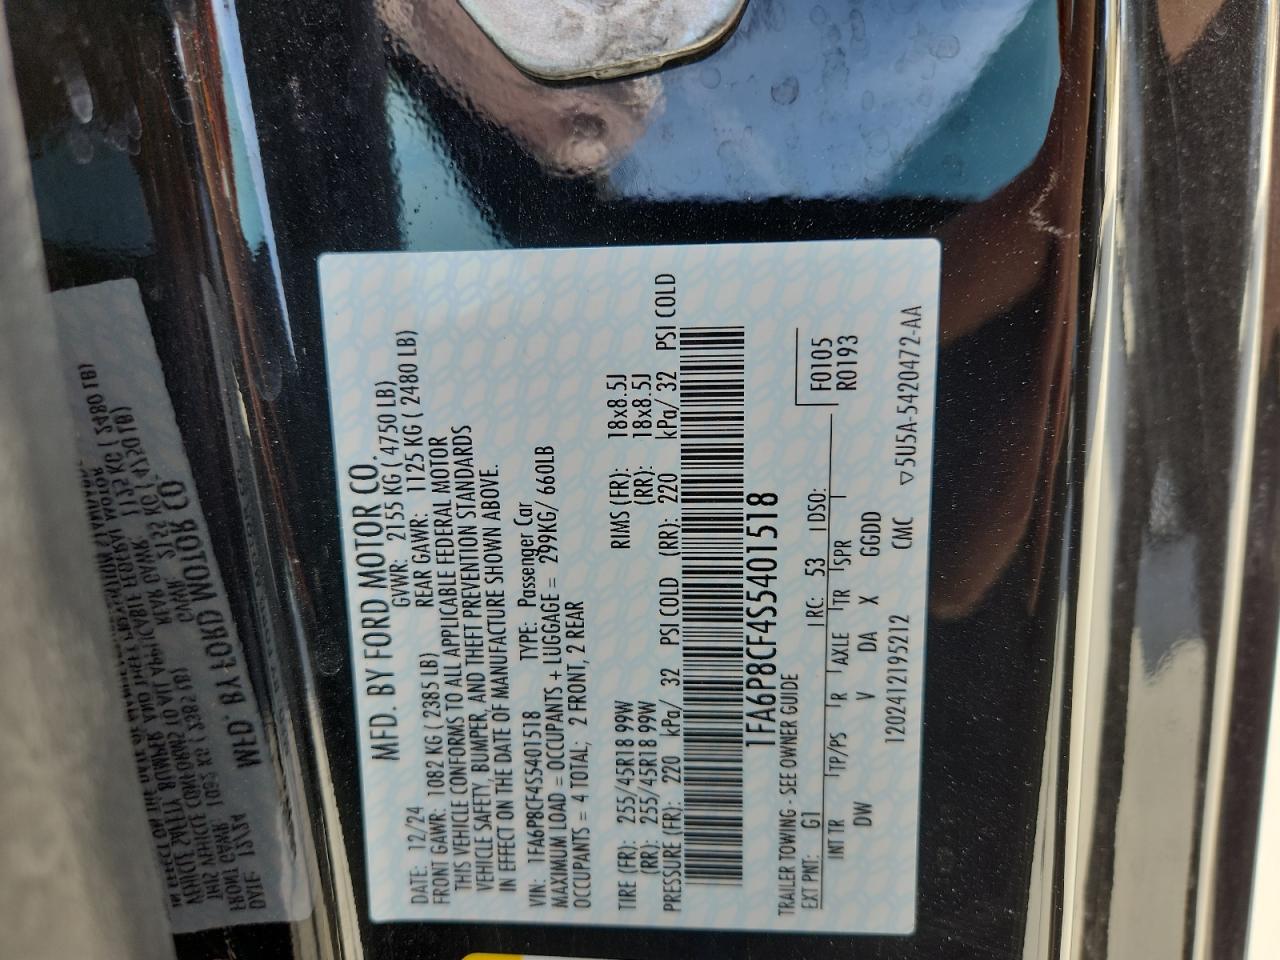 MFD. BY FORD MOTOR CO.
DATE: 12/24 GVWR: 2155 KG ( 4750 LB)
FRONT GAWR: 1082 KG ( 2385 LB) REAR GAWR: 1125 KG ( 2480 LB)
THIS VEHICLE CONFORMS TO ALL APPLICABLE FEDERAL MOTOR
VEHICLE SAFETY, BUMPER, AND THEFT PREVENTION STANDARDS
IN EFFECT ON THE DATE OF MANUFACTURE SHOWN ABOVE.
VIN: 1FA6P8CF4S5401518 TYPE: Passenger Car
MAXIMUM LOAD = OCCUPANTS + LUGGAGE = 299KG/ 660LB
OCCUPANTS = 4 TOTAL; 2 FRONT, 2 REAR
TIRE (FR): 255/45R18 99W RIMS (FR): 18x8.5J
(RR): 255/45R18 99W (RR): 18x8.5J
PRESSURE (FR): 220 kPa/ 32 PSI COLD (RR): 220 kPa/ 32 PSI COLD
1FA6P8CF4S5401518
TRAILER TOWING - SEE OWNER GUIDE F0105
EXT PNT: G1 RC: 53 DSO: R0193
INT TR TP/PS R AXLE TR SPR
DW V DA X GGDD
1202412195212 CMC ▽5U5A-5420472-AA